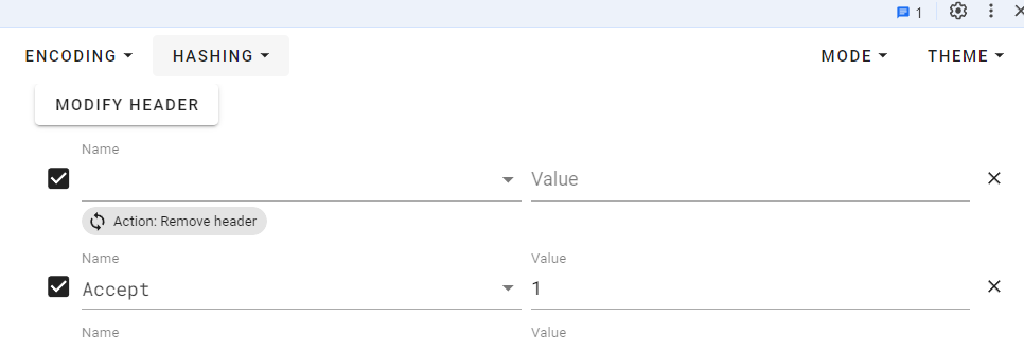 1
ENCODING HASHING MODE THEME
MODIFY HEADER
Name
Value
Action: Remove header
Name Value
Accept 1
Name Value